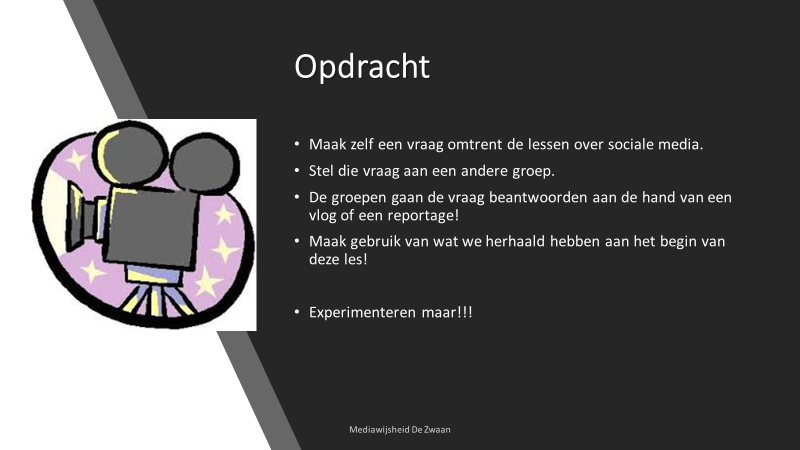 Opdracht
• Maak zelf een vraag omtrent de lessen over sociale media.
• Stel die vraag aan een andere groep.
• De groepen gaan de vraag beantwoorden aan de hand van een
vlog of een reportage!
• Maak gebruik van wat we herhaald hebben aan het begin van
deze les!
• Experimenteren maar!!!
Mediawijsheid De Zwaan